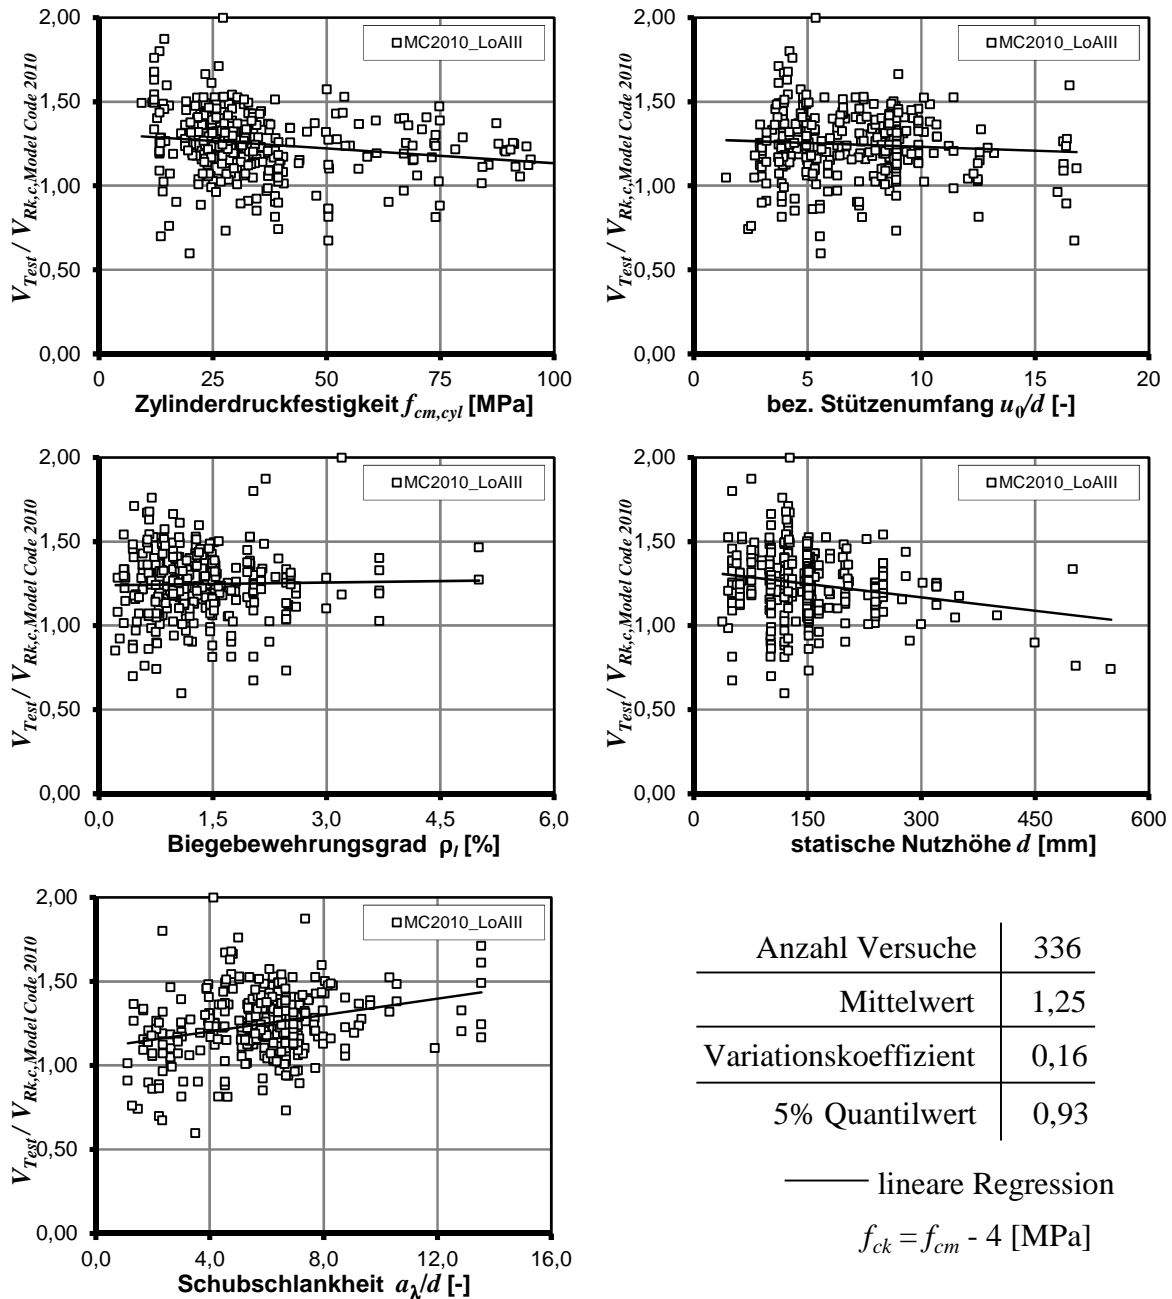 2,00
1,50
1,00
0,50
0,00
V_Test / V_Rk,c,Model Code 2010
MC2010_LoAIII
0 25 50 75 100
Zylinderdruckfestigkeit f_cm,cyl [MPa]
2,00
1,50
1,00
0,50
0,00
V_Test / V_Rk,c,Model Code 2010
MC2010_LoAIII
0 5 10 15 20
bez. Stützenumfang u_0/d [-]
2,00
1,50
1,00
0,50
0,00
V_Test / V_Rk,c,Model Code 2010
MC2010_LoAIII
0,0 1,5 3,0 4,5 6,0
Biegebewehrungsgrad ρ_l [%]
2,00
1,50
1,00
0,50
0,00
V_Test / V_Rk,c,Model Code 2010
MC2010_LoAIII
0 150 300 450 600
statische Nutzhöhe d [mm]
2,00
1,50
1,00
0,50
0,00
V_Test / V_Rk,c,Model Code 2010
MC2010_LoAIII
0,0 4,0 8,0 12,0 16,0
Schubschlankheit a_λ/d [-]
Anzahl Versuche 336
Mittelwert 1,25
Variationskoeffizient 0,16
5% Quantilwert 0,93
lineare Regression
f_ck = f_cm - 4 [MPa]